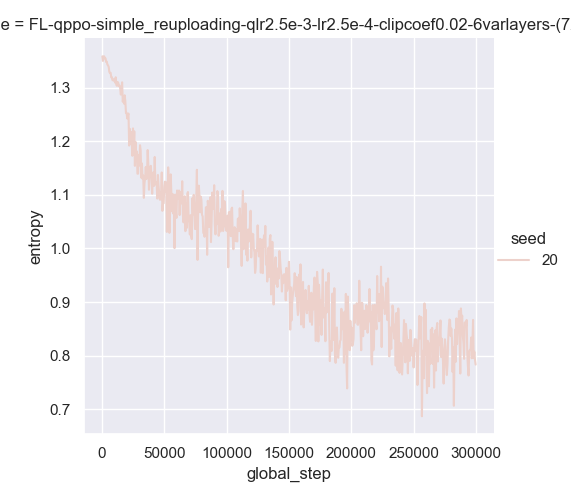 e = FL-qppo-simple_reuploading-qlr2.5e-3-lr2.5e-4-clipcoef0.02-6varlayers-(7
1.3
1.2
1.1
1.0
0.9
0.8
0.7
entropy
seed
20
0 50000 100000 150000 200000 250000 300000
global_step